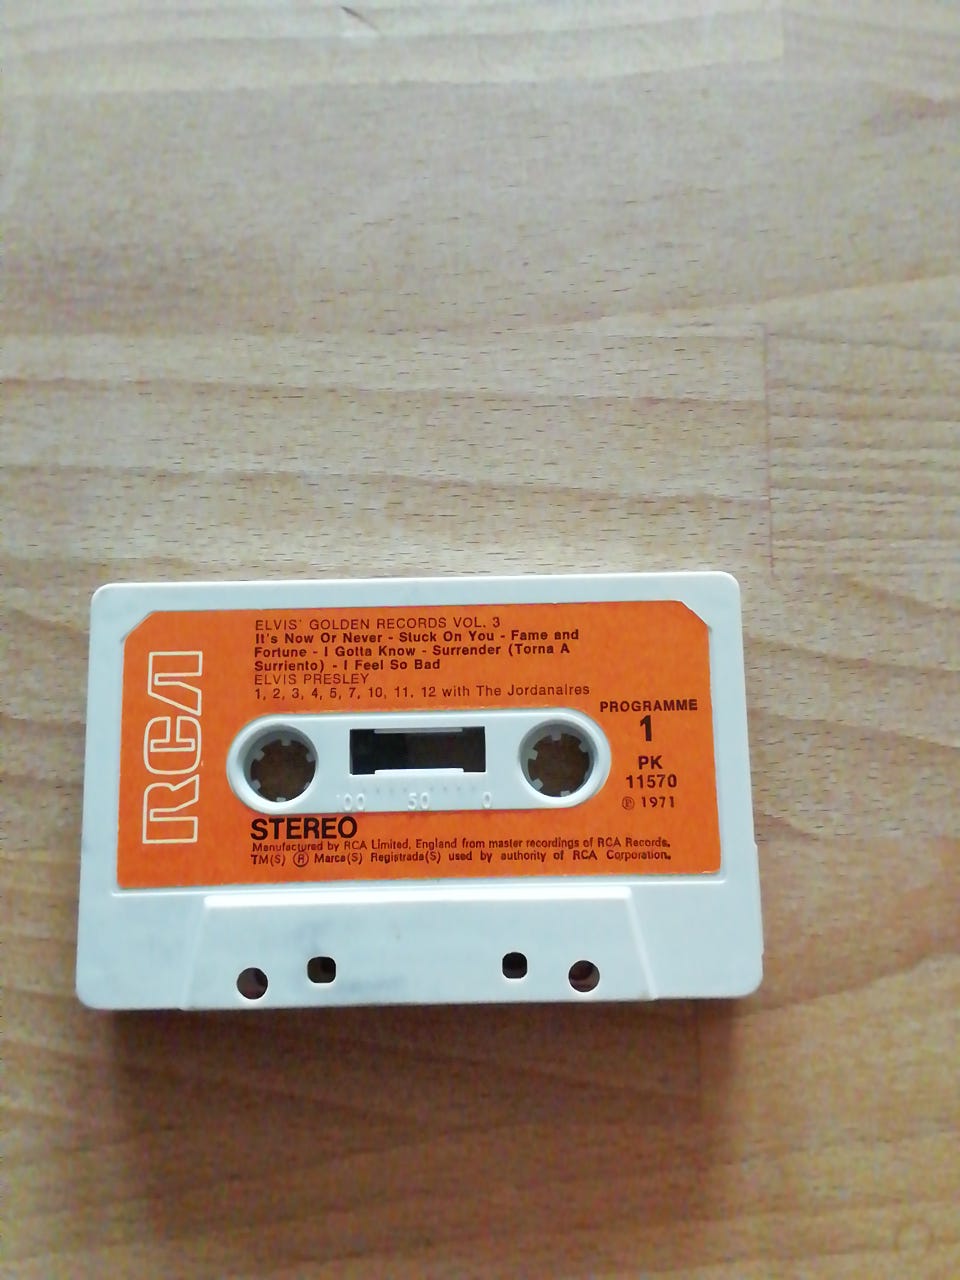 ELVIS' GOLDEN RECORDS VOL. 3
It's Now Or Never - Stuck On You - Fame and
Fortune - I Gotta Know - Surrender (Torna A
Surriento) - I Feel So Bad
ELVIS PRESLEY
1, 2, 3, 4, 5, 7, 10, 11, 12 with The Jordanaires
RCA
PROGRAMME
1
PK
11570
℗ 1971
100 50 0
STEREO
Manufactured by RCA Limited, England from master recordings of RCA Records.
TM(S) ® Marca(S) Registrada(S) used by authority of RCA Corporation.